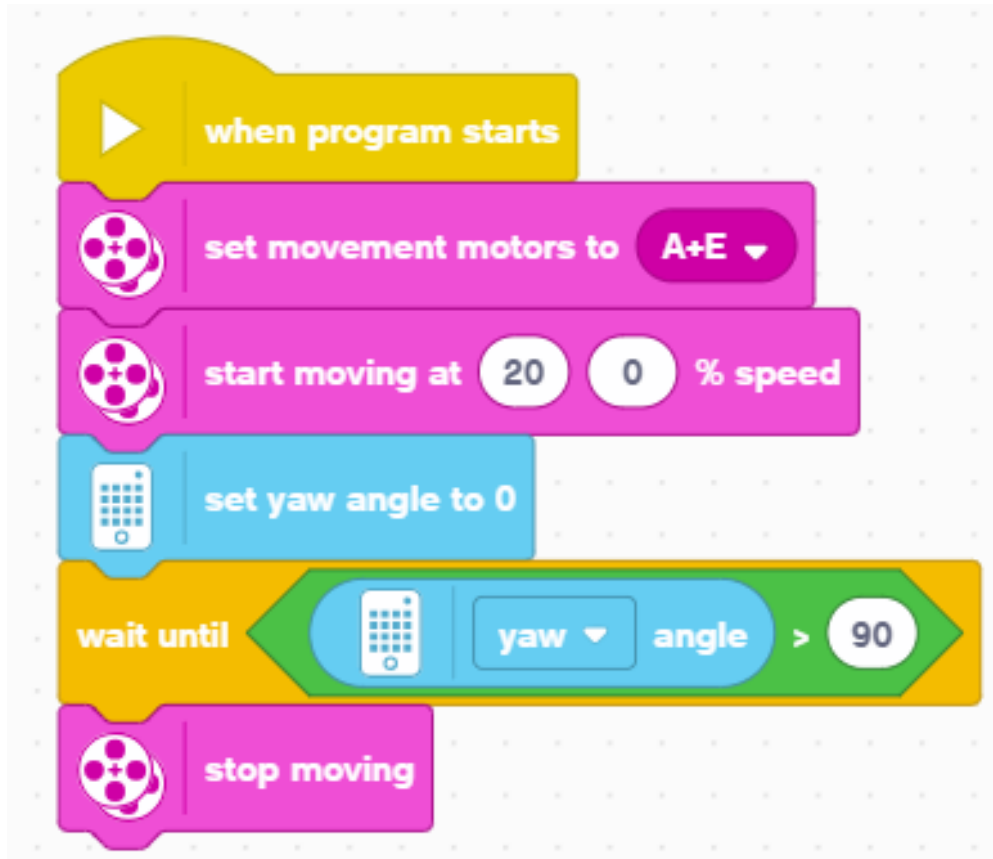 when program starts
set movement motors to A+E
start moving at 20 0 % speed
set yaw angle to 0
wait until yaw angle > 90
stop moving